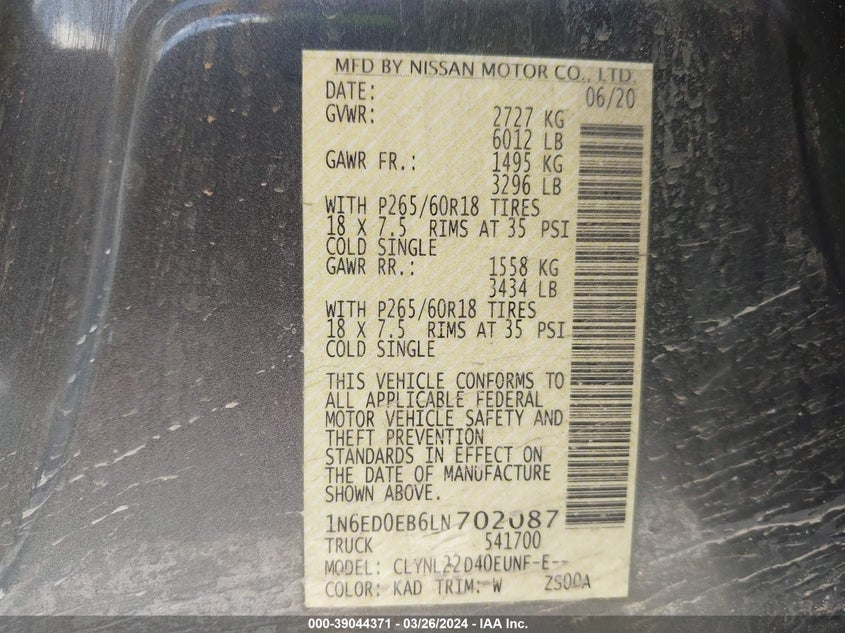 MFD BY NISSAN MOTOR CO., LTD.
DATE: 06/20
GVWR: 2727 KG
6012 LB
GAWR FR.: 1495 KG
3296 LB
WITH P265/60R18 TIRES
18 X 7.5 RIMS AT 35 PSI
COLD SINGLE
GAWR RR.: 1558 KG
3434 LB
WITH P265/60R18 TIRES
18 X 7.5 RIMS AT 35 PSI
COLD SINGLE
THIS VEHICLE CONFORMS TO
ALL APPLICABLE FEDERAL
MOTOR VEHICLE SAFETY AND
THEFT PREVENTION
STANDARDS IN EFFECT ON
THE DATE OF MANUFACTURE
SHOWN ABOVE.
1N6ED0EB6LN702087
TRUCK 541700
MODEL: CLYNL22D40EUNF-E--
COLOR: KAD TRIM: W ZS00A
000-39044371 - 03/26/2024 - IAA Inc.